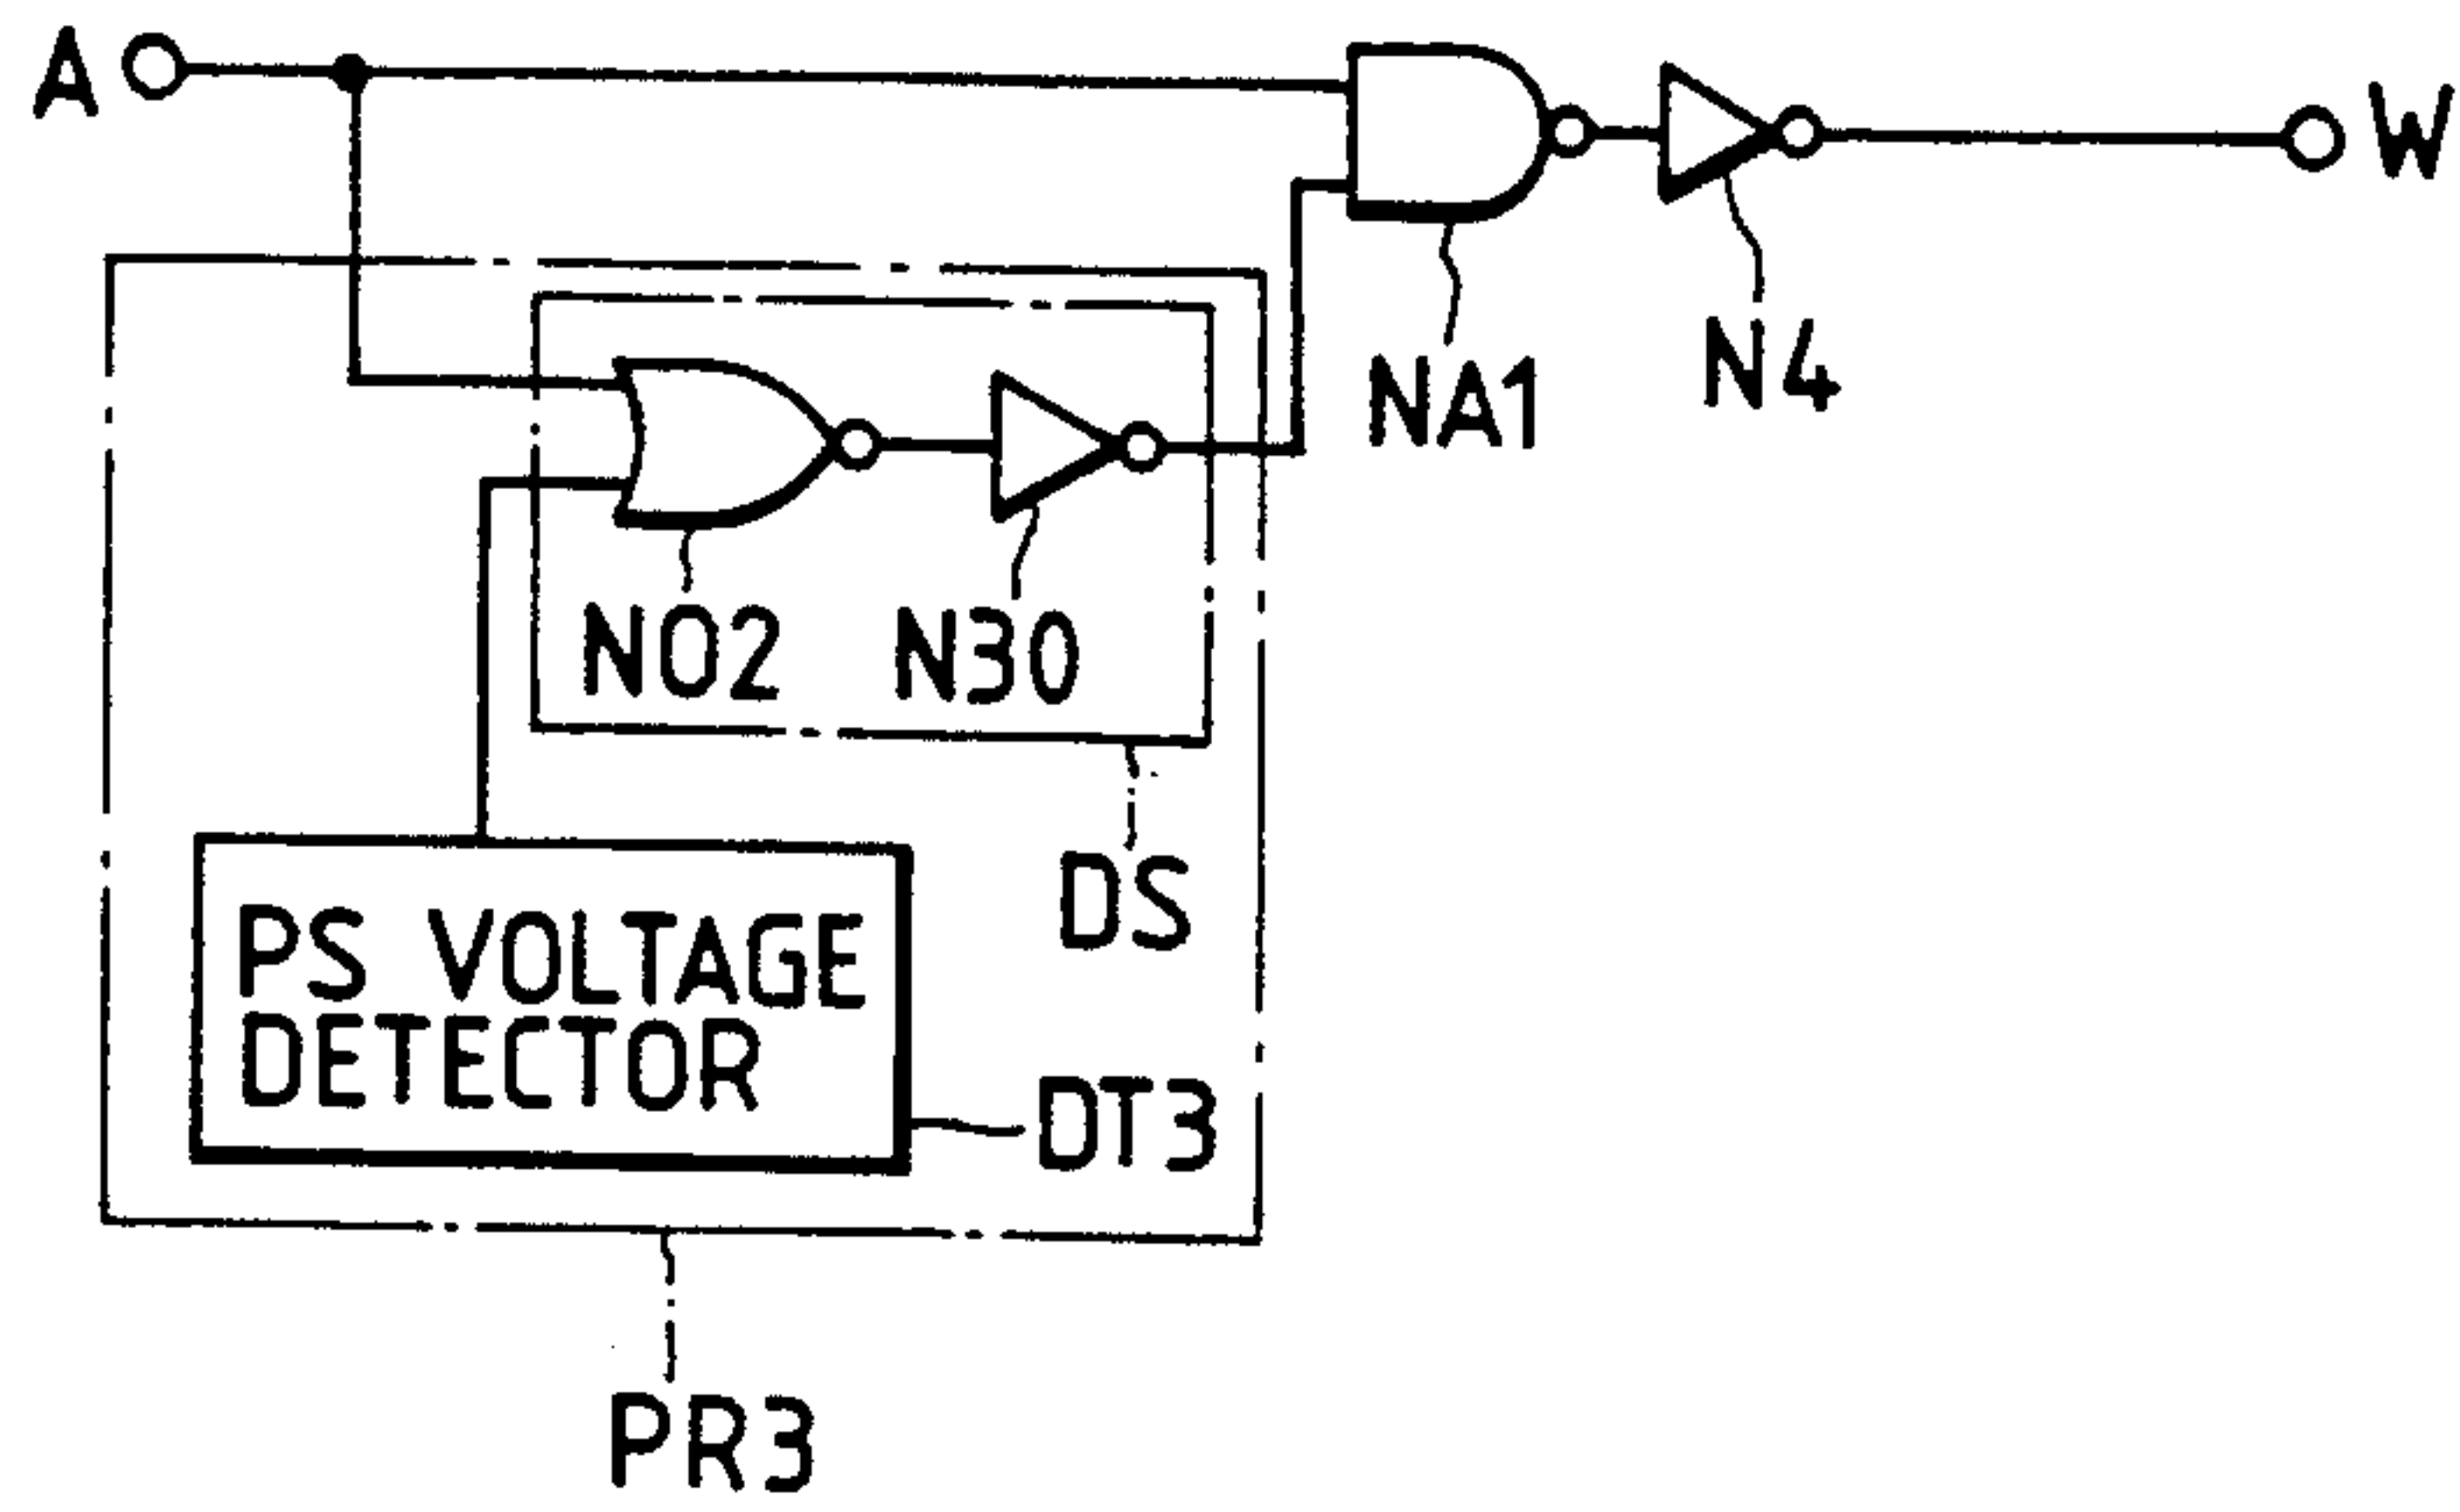 A
W
NA1
N4
NO2
N30
DS
PS VOLTAGE
DETECTOR
DT3
PR3